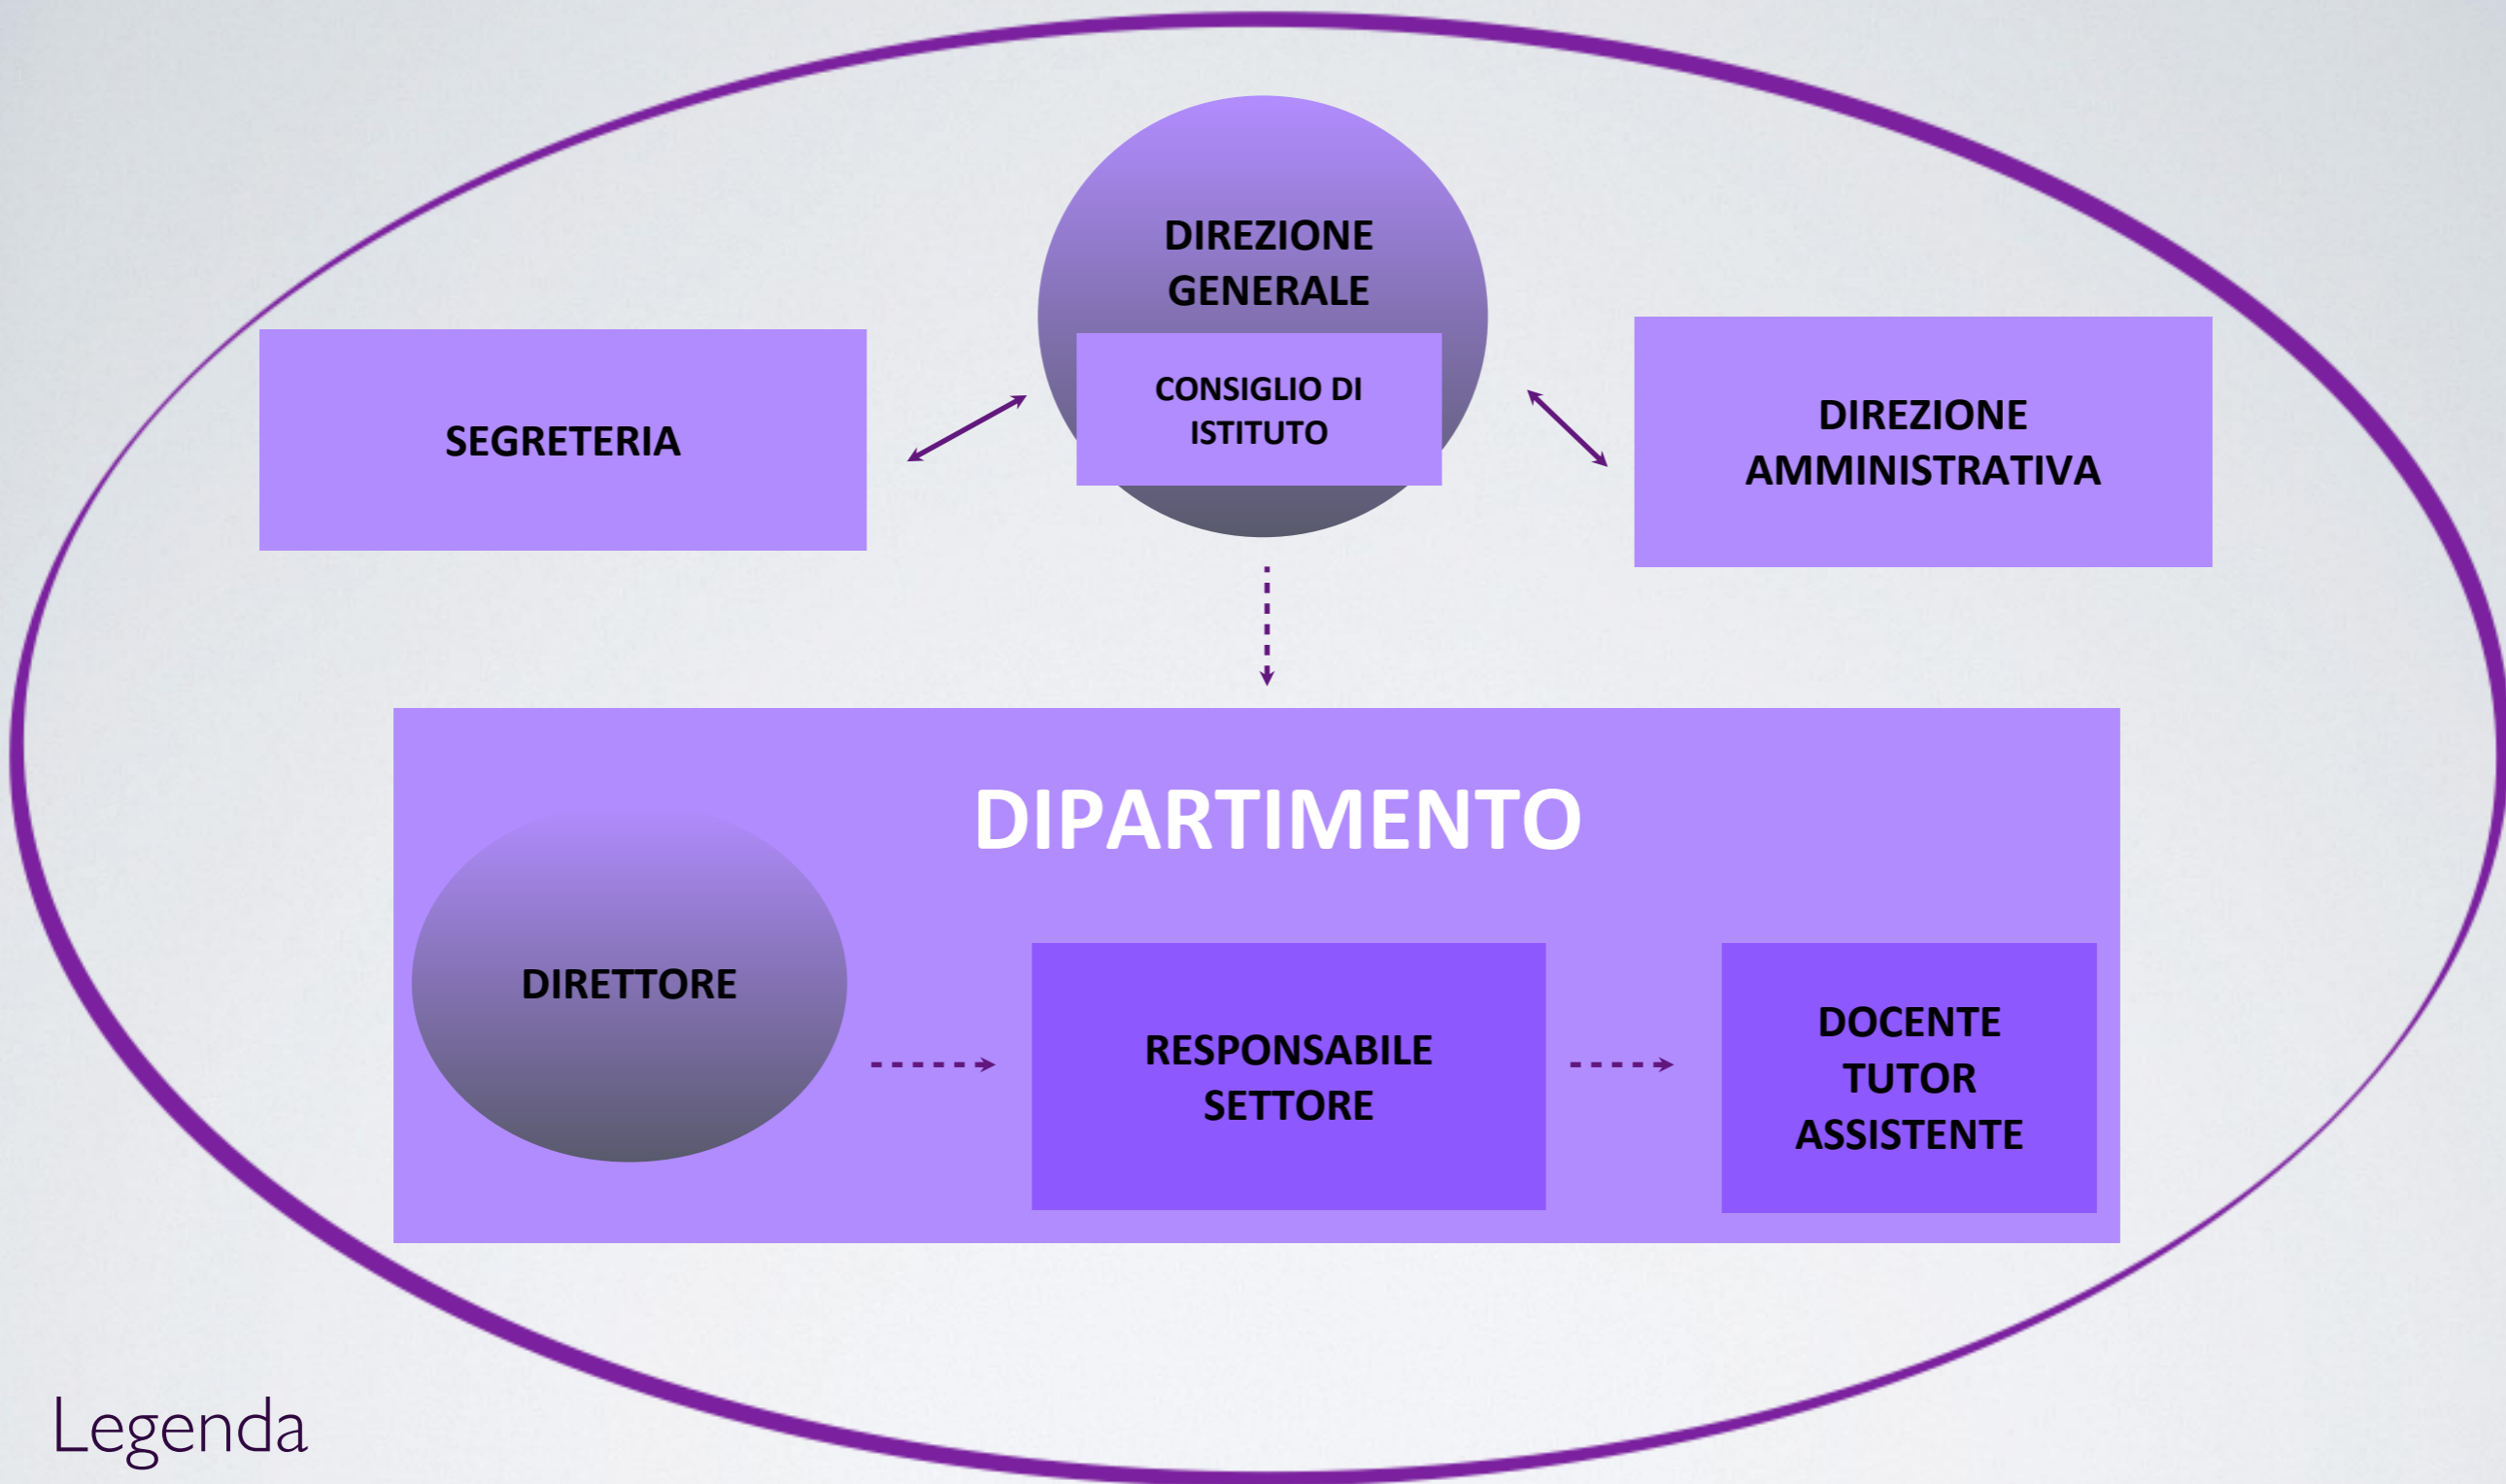 DIREZIONE
GENERALE
CONSIGLIO DI
ISTITUTO
SEGRETERIA
DIREZIONE
AMMINISTRATIVA
DIPARTIMENTO
DIRETTORE
RESPONSABILE
SETTORE
DOCENTE
TUTOR
ASSISTENTE
Legenda